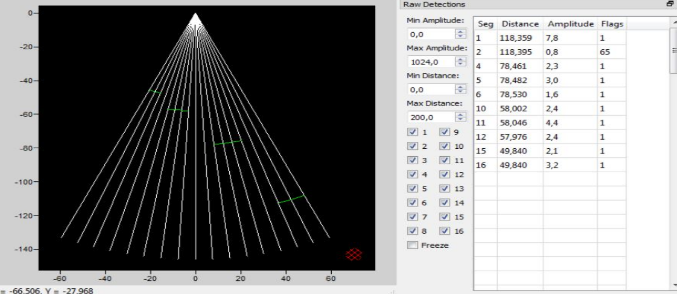 Raw Detections
Min Amplitude:
0,0
Max Amplitude:
1024,0
Min Distance:
0,0
Max Distance:
200,0
1 9
2 10
3 11
4 12
5 13
6 14
7 15
8 16
Freeze
Seg Distance Amplitude Flags
1 118,359 7,8 1
2 118,395 0,8 65
4 78,461 2,3 1
5 78,482 3,0 1
6 78,530 1,6 1
10 58,002 2,4 1
11 58,046 4,4 1
12 57,976 2,4 1
15 49,840 2,1 1
16 49,840 3,2 1
0
-20
-40
-60
-80
-100
-120
-140
-60 -40 -20 0 20 40 60
= -66.506, Y = -27.968